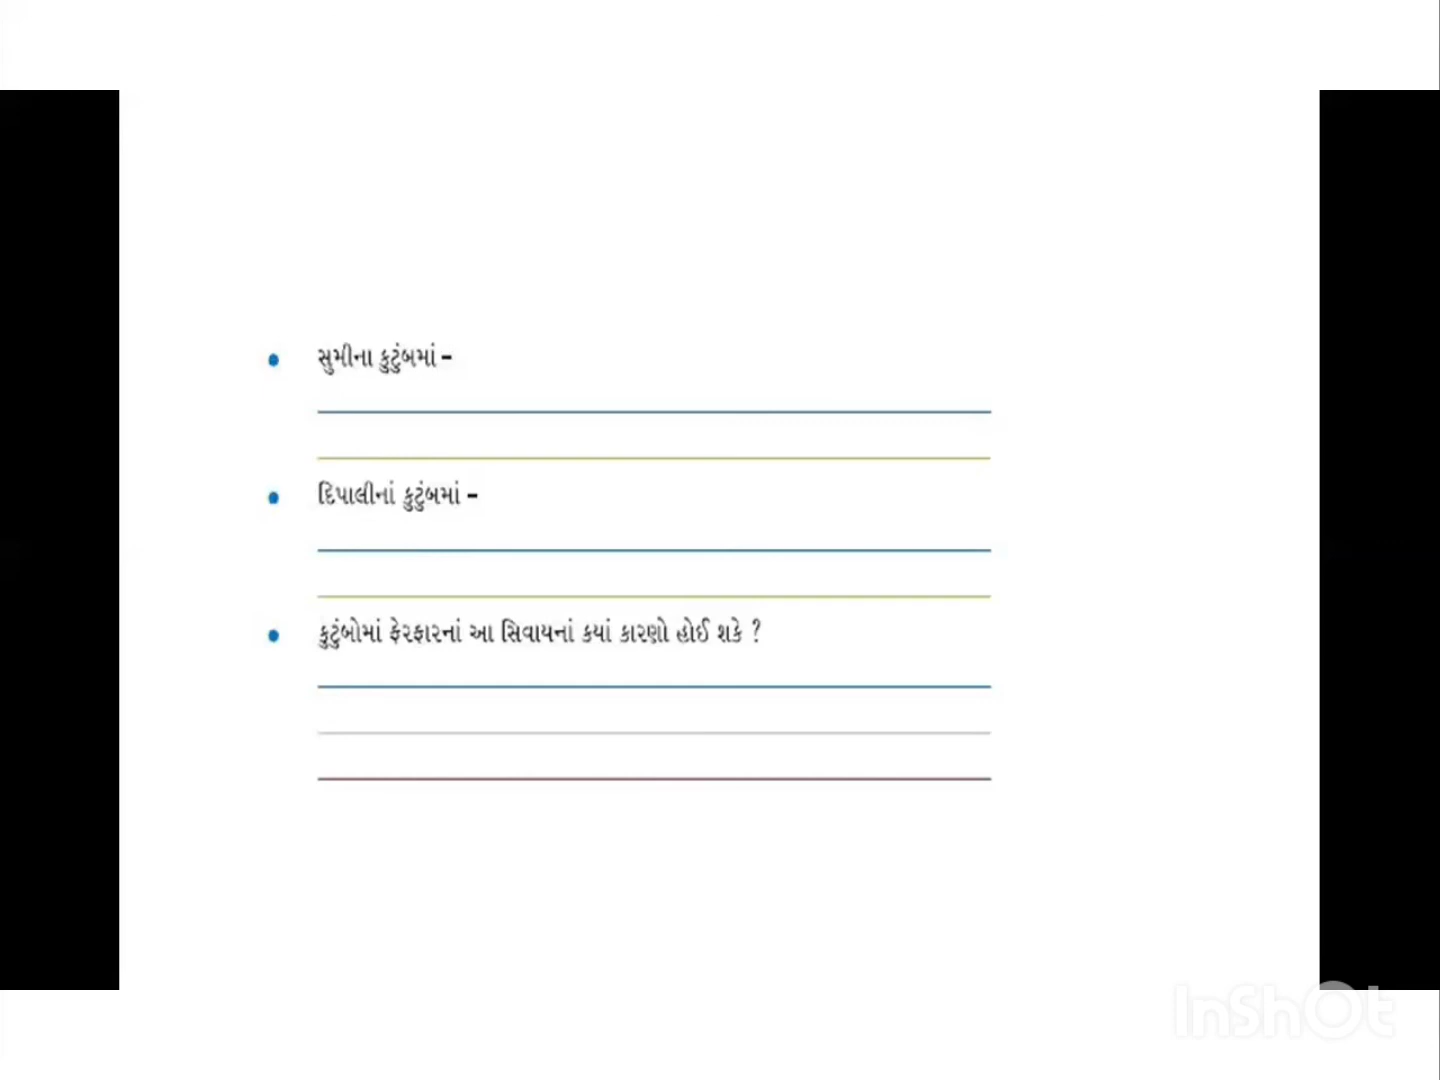 સુમીના કુટુંબમાં –
દિપાલીનાં કુટુંબમાં –
કુટુંબોમાં ફેરફારનાં આ સિવાયનાં કયાં કારણો હોઈ શકે ?
InShOt